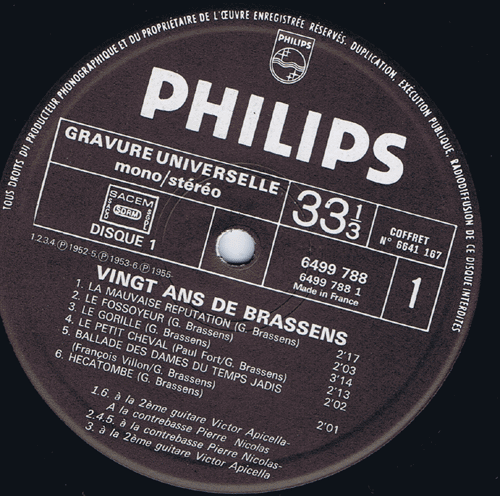 TOUS DROITS DU PRODUCTEUR PHONOGRAPHIQUE ET DU PROPRIÉTAIRE DE L'ŒUVRE ENREGISTRÉE RÉSERVÉS, DUPLICATION, EXÉCUTION PUBLIQUE, RADIODIFFUSION DE CE DISQUE INTERDITES
PHILIPS
PHILIPS
GRAVURE UNIVERSELLE
mono/stéréo
33 1/3
COFFRET
N° 6641 167
SACEM
SDRM
DISQUE 1
6499 788
6499 788 1
Made in France
1
1.2.3.4 Ⓟ 1952-5. Ⓟ 1953-6. Ⓟ 1955-
VINGT ANS DE BRASSENS
1. LA MAUVAISE REPUTATION (G. Brassens) 2'17
2. LE FOSSOYEUR (G. Brassens) 2'03
3. LE GORILLE (G. Brassens) 3'14
4. LE PETIT CHEVAL (Paul Fort/G. Brassens) 2'13
5. BALLADE DES DAMES DU TEMPS JADIS 2'02
(François Villon/G. Brassens)
6. HECATOMBE (G. Brassens) 2'01
1.6. à la 2ème guitare Victor Apicella-
A la contrebasse Pierre Nicolas
2.4.5. à la contrebasse Pierre Nicolas-
3. à la 2ème guitare Victor Apicella